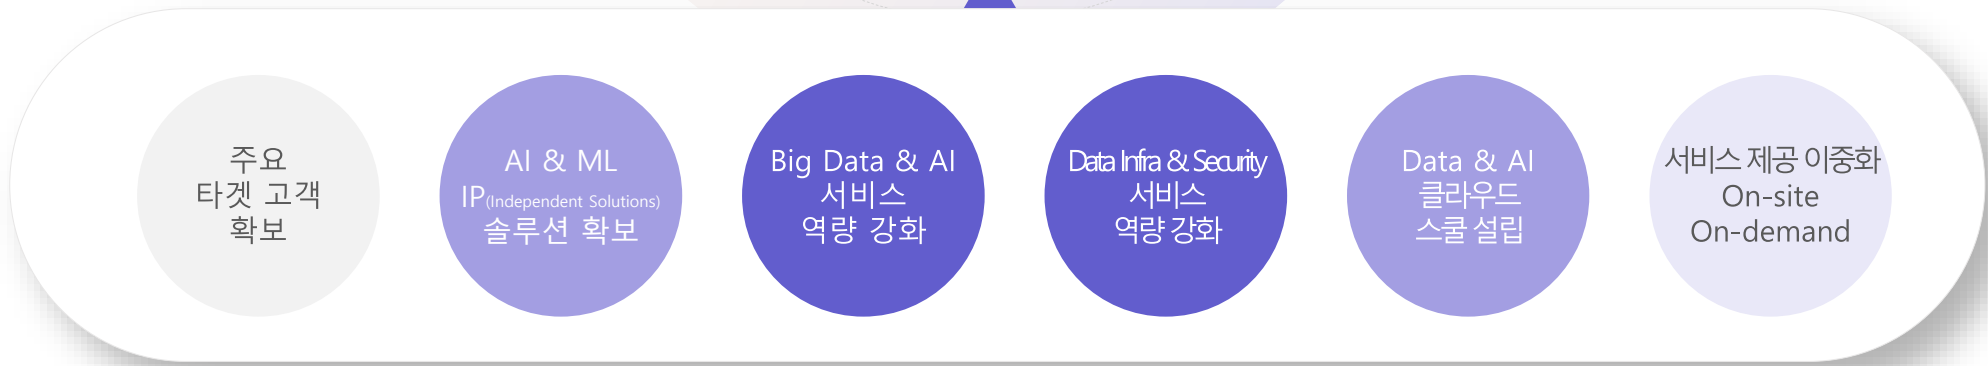 주요
타겟 고객
확보
AI & ML
IP(Independent Solutions)
솔루션 확보
Big Data & AI
서비스
역량 강화
Data Infra & Security
서비스
역량 강화
Data & AI
클라우드
스쿨 설립
서비스 제공 이중화
On-site
On-demand